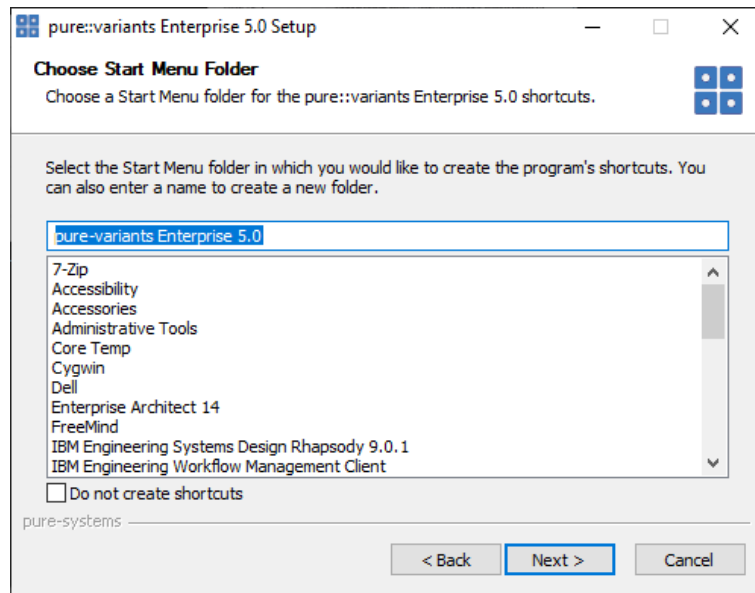 pure::variants Enterprise 5.0 Setup
Choose Start Menu Folder
Choose a Start Menu folder for the pure::variants Enterprise 5.0 shortcuts.
Select the Start Menu folder in which you would like to create the program's shortcuts. You
can also enter a name to create a new folder.
pure-variants Enterprise 5.0
7-Zip
Accessibility
Accessories
Administrative Tools
Core Temp
Cygwin
Dell
Enterprise Architect 14
FreeMind
IBM Engineering Systems Design Rhapsody 9.0.1
IBM Engineering Workflow Management Client
Do not create shortcuts
pure-systems
< Back Next > Cancel